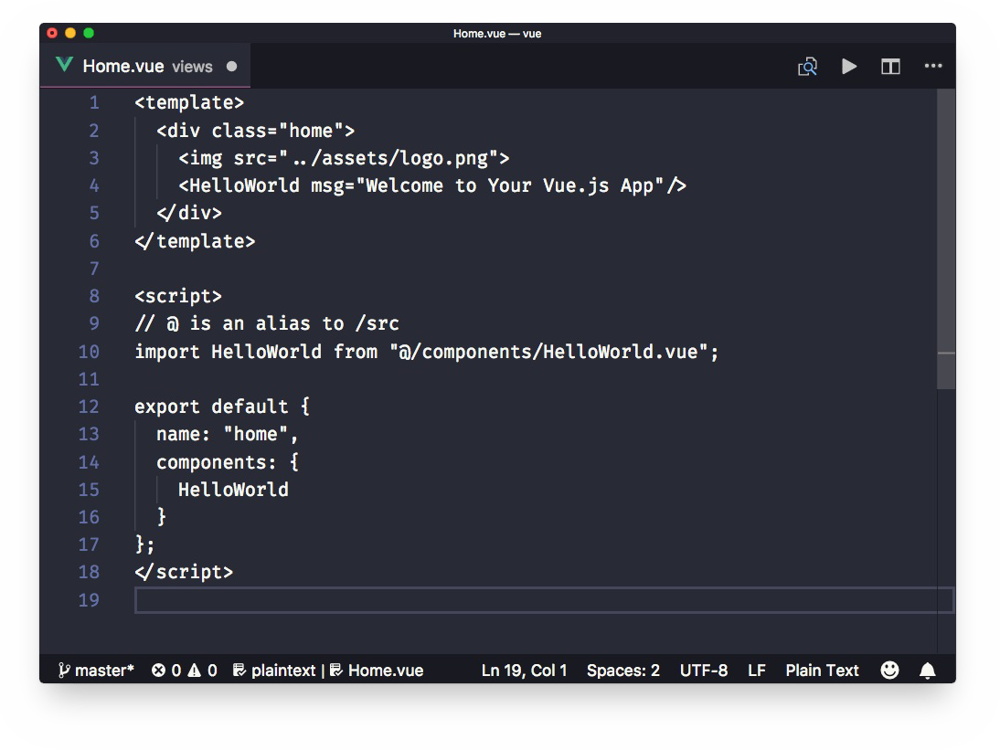 Home.vue — vue
Home.vue views
1 <template>
2   <div class="home">
3     <img src="../assets/logo.png">
4     <HelloWorld msg="Welcome to Your Vue.js App"/>
5   </div>
6 </template>
7
8 <script>
9 // @ is an alias to /src
10 import HelloWorld from "@/components/HelloWorld.vue";
11
12 export default {
13   name: "home",
14   components: {
15     HelloWorld
16   }
17 };
18 </script>
19
master* 0 0 plaintext | Home.vue Ln 19, Col 1 Spaces: 2 UTF-8 LF Plain Text